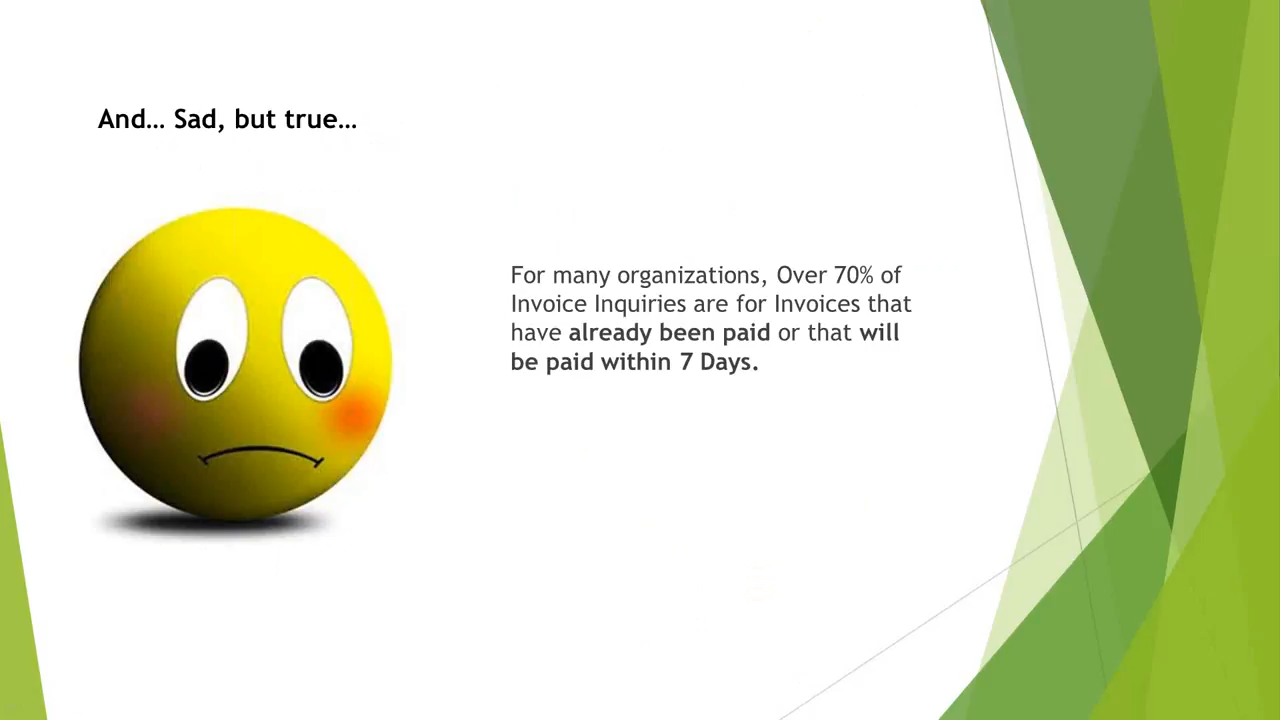 And… Sad, but true…
For many organizations, Over 70% of
Invoice Inquiries are for Invoices that
have already been paid or that will
be paid within 7 Days.